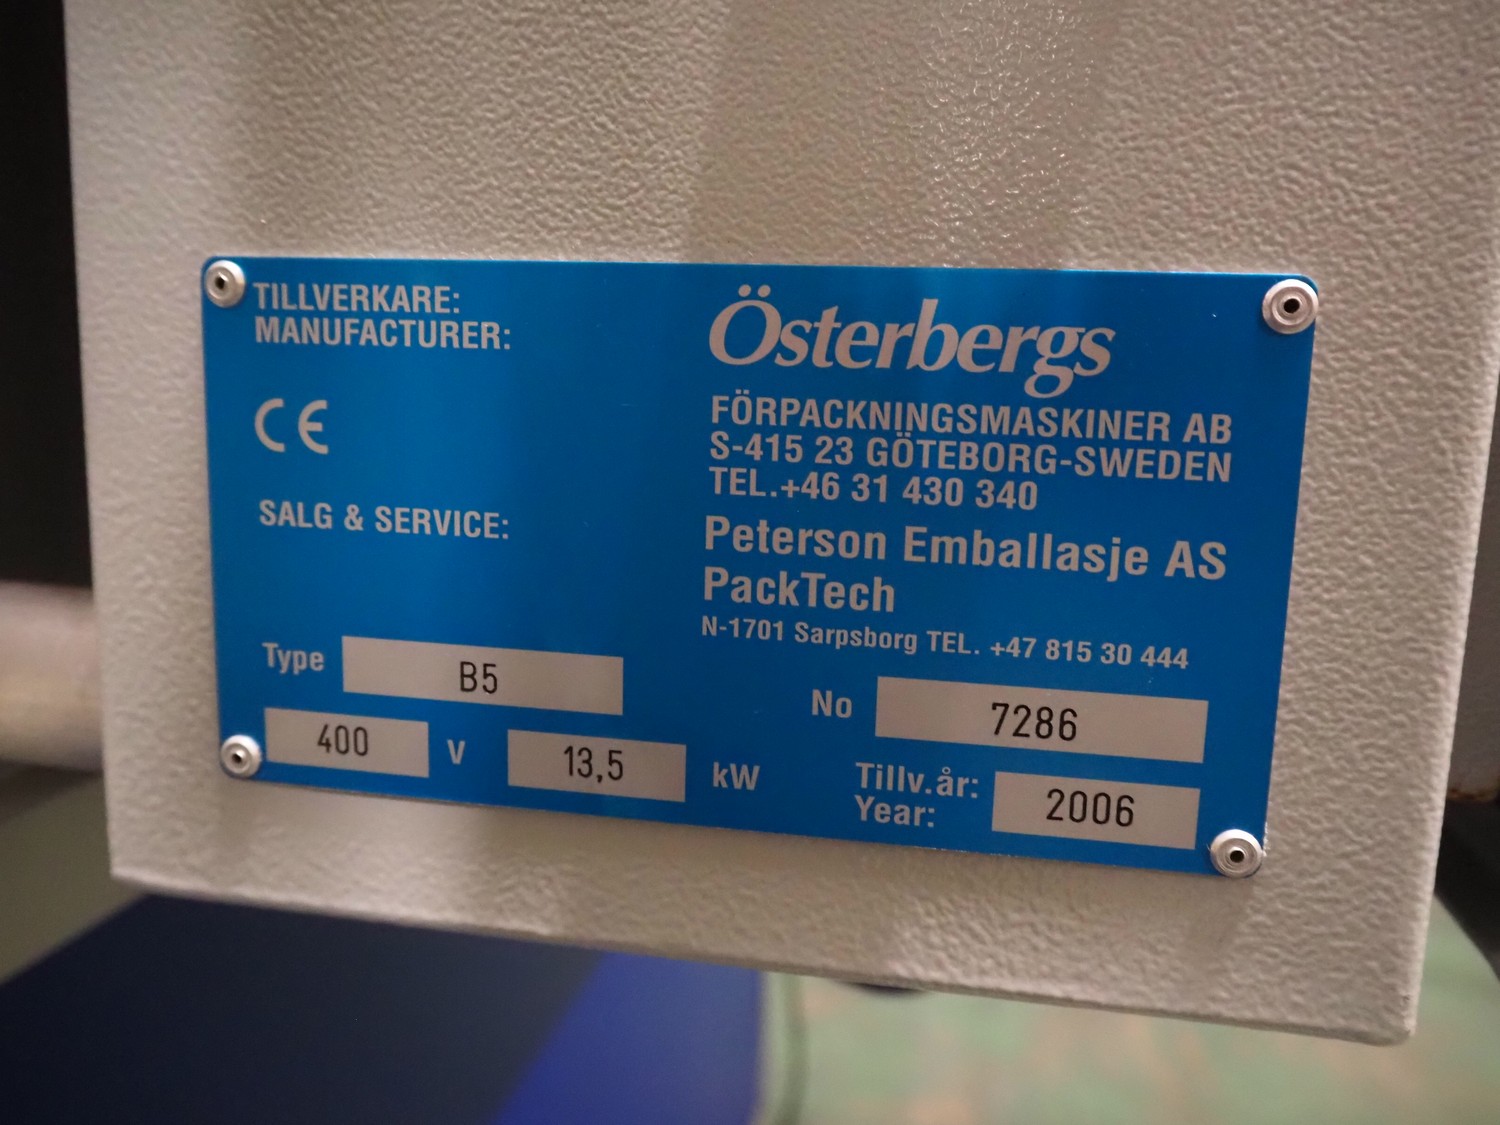 TILLVERKARE:
MANUFACTURER:
Österbergs
FÖRPACKNINGSMASKINER AB
S-415 23 GÖTEBORG-SWEDEN
TEL.+46 31 430 340
CE
SALG & SERVICE:
Peterson Emballasje AS
PackTech
N-1701 Sarpsborg TEL. +47 815 30 444
Type B5
No 7286
400 V 13,5 kW
Tillv.år:
Year: 2006